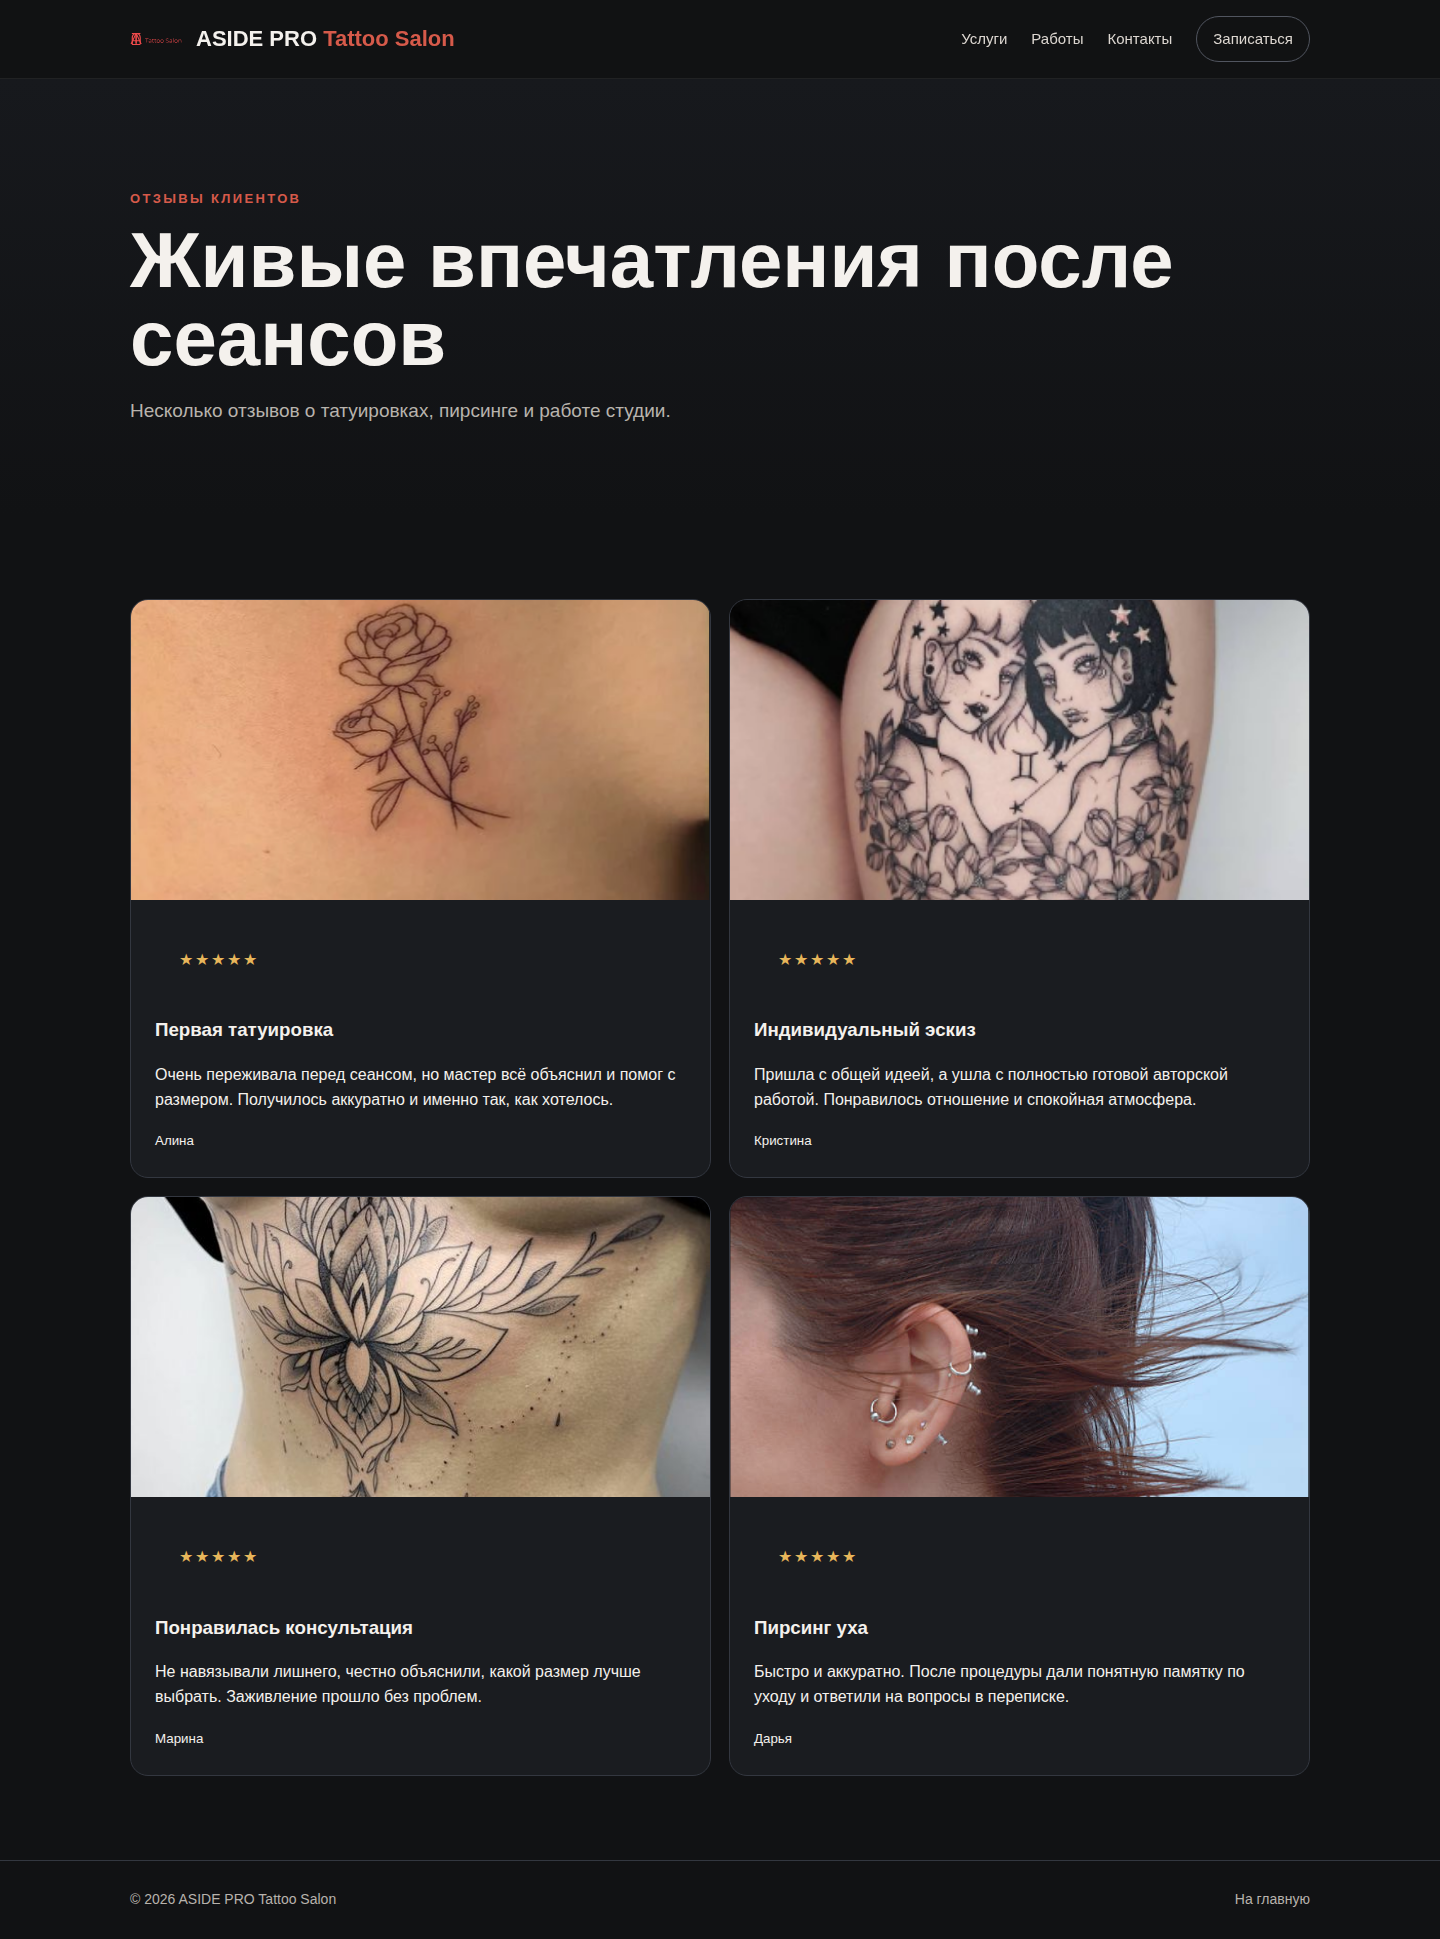 Tattoo Salon
ASIDE PRO Tattoo Salon
Услуги
Работы
Контакты
Записаться
ОТЗЫВЫ КЛИЕНТОВ
Живые впечатления после
сеансов
Несколько отзывов о татуировках, пирсинге и работе студии.
★★★★★
Первая татуировка
Очень переживала перед сеансом, но мастер всё объяснил и помог с
размером. Получилось аккуратно и именно так, как хотелось.
Алина
★★★★★
Индивидуальный эскиз
Пришла с общей идеей, а ушла с полностью готовой авторской
работой. Понравилось отношение и спокойная атмосфера.
Кристина
★★★★★
Понравилась консультация
Не навязывали лишнего, честно объяснили, какой размер лучше
выбрать. Заживление прошло без проблем.
Марина
★★★★★
Пирсинг уха
Быстро и аккуратно. После процедуры дали понятную памятку по
уходу и ответили на вопросы в переписке.
Дарья
© 2026 ASIDE PRO Tattoo Salon
На главную